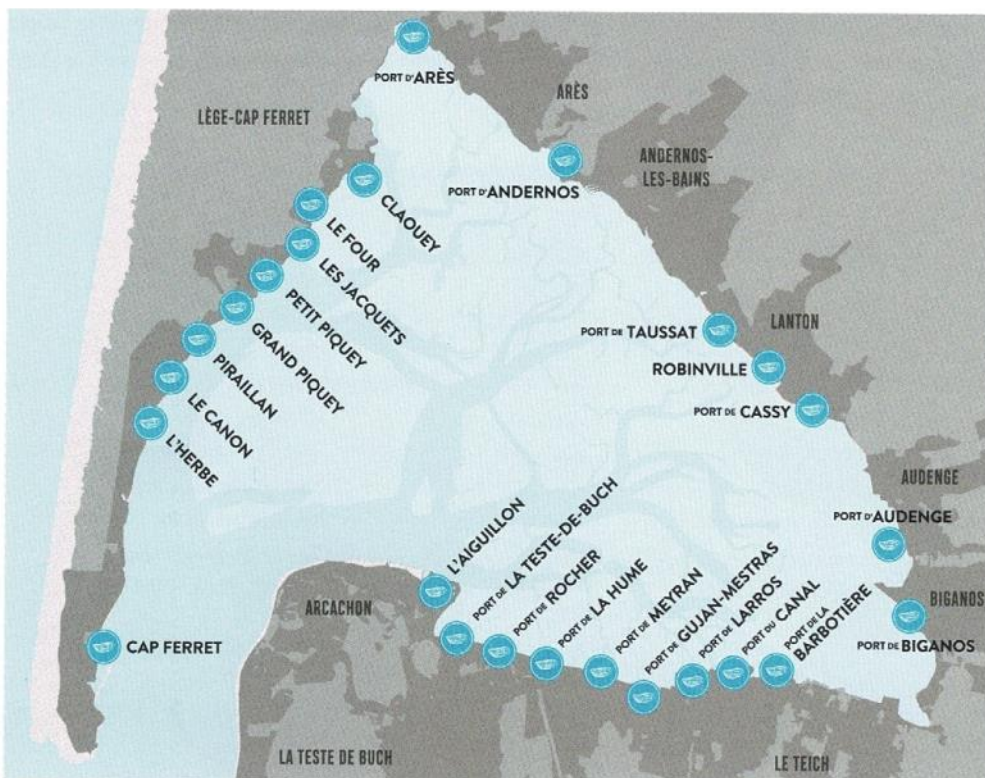 PORT D'ARÈS
ARÈS
LÈGE-CAP FERRET
ANDERNOS-
LES-BAINS
PORT D'ANDERNOS
CLAOUEY
LE FOUR
LES JACQUETS
PETIT PIQUEY
GRAND PIQUEY
PIRAILLAN
LE CANON
L'HERBE
CAP FERRET
PORT DE TAUSSAT
LANTON
ROBINVILLE
PORT DE CASSY
AUDENGE
PORT D'AUDENGE
BIGANOS
PORT DE BIGANOS
ARCACHON
L'AIGUILLON
PORT DE LA TESTE-DE-BUCH
PORT DE ROCHER
PORT DE LA HUME
PORT DE MEYRAN
PORT DE GUJAN-MESTRAS
PORT DE LARROS
PORT DU CANAL
PORT DE LA
BARBOTIÈRE
LA TESTE DE BUCH
LE TEICH